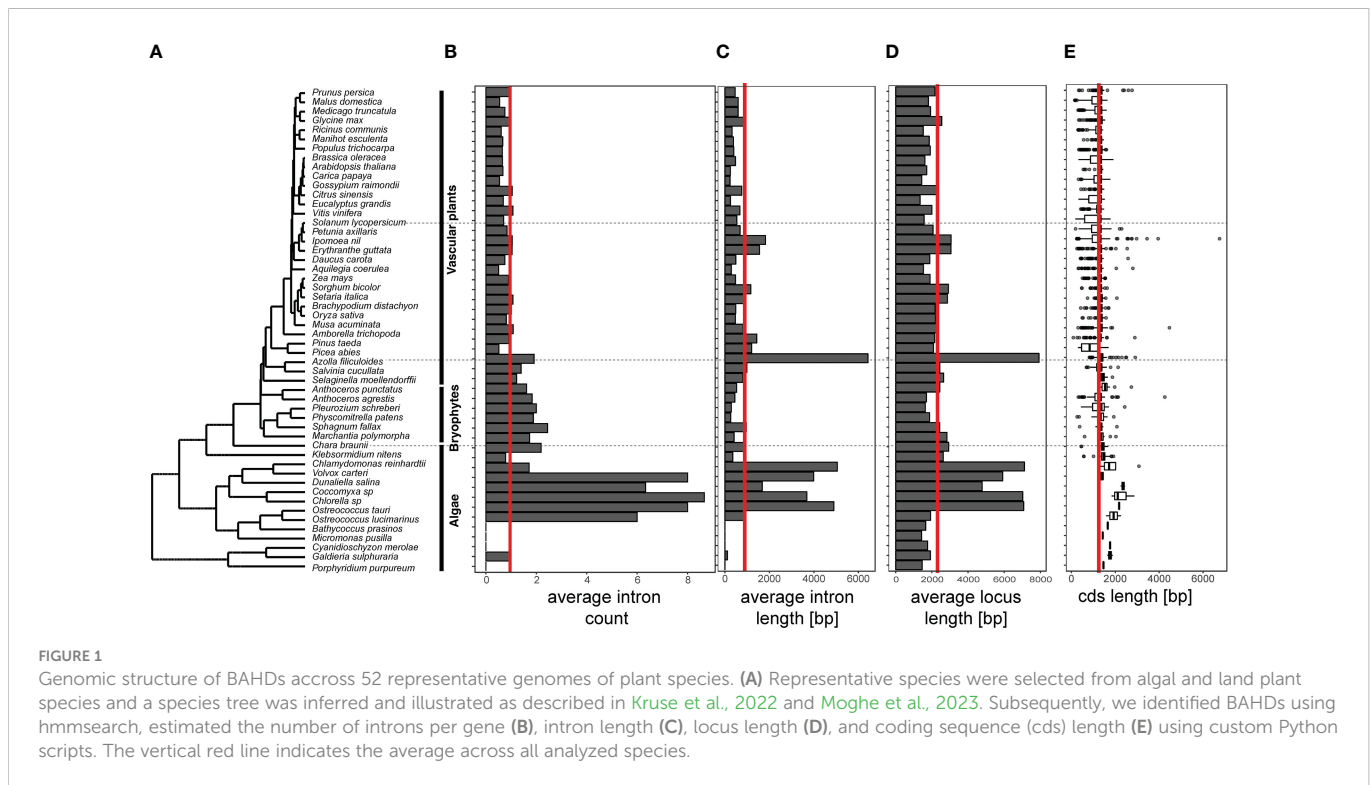 A B C D E
Prunus persica
Malus domestica
Medicago truncatula
Glycine max
Ricinus communis
Manihot esculenta
Populus trichocarpa
Brassica oleracea
Arabidopsis thaliana
Carica papaya
Gossypium raimondii
Citrus sinensis
Eucalyptus grandis
Vitis vinifera
Solanum lycopersicum
Petunia axillaris
Ipomoea nil
Erythranthe guttata
Daucus carota
Aquilegia coerulea
Zea mays
Sorghum bicolor
Setaria italica
Brachypodium distachyon
Oryza sativa
Musa acuminata
Amborella trichopoda
Pinus taeda
Picea abies
Azolla filiculoides
Salvinia cucullata
Selaginella moellendorffii
Anthoceros punctatus
Anthoceros agrestis
Pleurozium schreberi
Physcomitrella patens
Sphagnum fallax
Marchantia polymorpha
Chara braunii
Klebsormidium nitens
Chlamydomonas reinhardtii
Volvox carteri
Dunaliella salina
Coccomyxa sp
Chlorella sp
Ostreococcus tauri
Ostreococcus lucimarinus
Bathycoccus prasinos
Micromonas pusilla
Cyanidioschyzon merolae
Galdieria sulphuraria
Porphyridium purpureum
Vascular plants
Bryophytes
Algae
0 2 4 6 8
average intron
count
0 2000 4000 6000
average intron
length [bp]
0 2000 4000 6000 8000
average locus
length [bp]
0 2000 4000 6000
cds length [bp]
FIGURE 1
Genomic structure of BAHDs accross 52 representative genomes of plant species. (A) Representative species were selected from algal and land plant
species and a species tree was inferred and illustrated as described in Kruse et al., 2022 and Moghe et al., 2023. Subsequently, we identified BAHDs using
hmmsearch, estimated the number of introns per gene (B), intron length (C), locus length (D), and coding sequence (cds) length (E) using custom Python
scripts. The vertical red line indicates the average across all analyzed species.